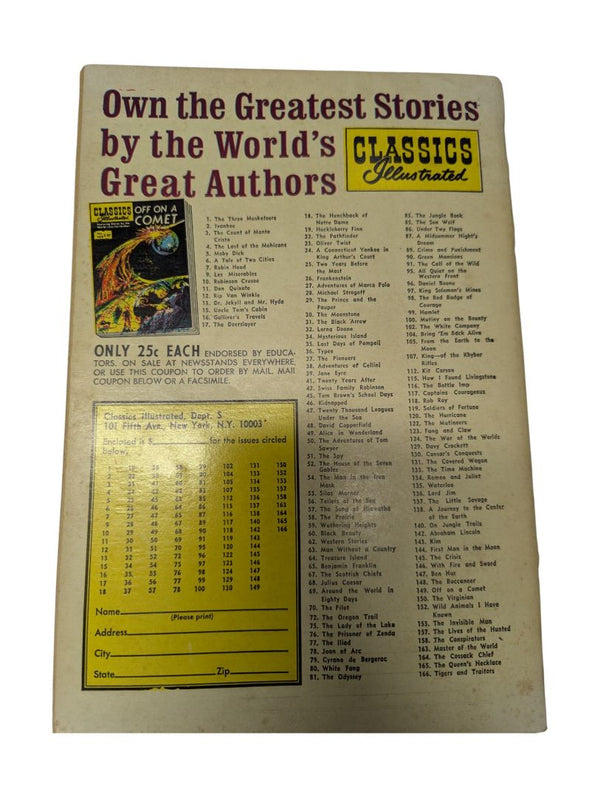 Own the Greatest Stories
by the World's
Great Authors
CLASSICS
Illustrated
CLASSICS
Illustrated
OFF ON A
COMET
1. The Three Musketeers
2. Ivanhoe
3. The Count of Monte
Cristo
4. The Last of the Mohicans
5. Moby Dick
6. A Tale of Two Cities
7. Robin Hood
9. Les Miserables
10. Robinson Crusoe
11. Don Quixote
12. Rip Van Winkle
13. Dr. Jekyll and Mr. Hyde
15. Uncle Tom's Cabin
16. Gulliver's Travels
17. The Deerslayer
ONLY 25c EACH ENDORSED BY EDUCA-
TORS. ON SALE AT NEWSSTANDS EVERYWHERE,
OR USE THIS COUPON TO ORDER BY MAIL. MAIL
COUPON BELOW OR A FACSIMILE.
Classics Illustrated, Dept. S
101 Fifth Ave., New York, N.Y. 10003
Enclosed is $ for the issues circled
below:
Name
(Please print)
Address
City
State Zip
18. The Hunchback of
Notre Dame
19. Huckleberry Finn
22. The Pathfinder
23. Oliver Twist
24. A Connecticut Yankee in
King Arthur's Court
25. Two Years Before
the Mast
26. Frankenstein
27. Adventures of Marco Polo
28. Michael Strogoff
29. The Prince and the
Pauper
30. The Moonstone
31. The Black Arrow
32. Lorna Doone
34. Mysterious Island
35. Last Days of Pompeii
36. Typee
37. The Pioneers
38. Adventures of Cellini
39. Jane Eyre
41. Twenty Years After
42. Swiss Family Robinson
45. Tom Brown's School Days
46. Kidnapped
47. Twenty Thousand Leagues
Under the Sea
48. David Copperfield
49. Alice in Wonderland
50. The Adventures of Tom
Sawyer
51. The Spy
52. The House of the Seven
Gables
54. The Man in the Iron
Mask
55. Silas Marner
56. Toilers of the Sea
57. The Song of Hiawatha
58. The Prairie
59. Wuthering Heights
60. Black Beauty
62. Western Stories
63. Man Without a Country
64. Treasure Island
65. Benjamin Franklin
67. The Scottish Chiefs
68. Julius Caesar
69. Around the World in
Eighty Days
70. The Pilot
72. The Oregon Trail
75. The Lady of the Lake
76. The Prisoner of Zenda
77. The Iliad
78. Joan of Arc
79. Cyrano de Bergerac
80. White Fang
81. The Odyssey
85. The Jungle Book
85. The Sea Wolf
86. Under Two Flags
87. A Midsummer Night's
Dream
89. Crime and Punishment
90. Green Mansions
91. The Call of the Wild
95. All Quiet on the
Western Front
96. Daniel Boone
97. King Solomon's Mines
98. The Red Badge of
Courage
99. Hamlet
100. Mutiny on the Bounty
102. The White Company
104. Bring 'Em Back Alive
105. From the Earth to the
Moon
107. King—of the Khyber
Rifles
112. Kit Carson
115. How I Found Livingstone
116. The Bottle Imp
117. Captains Courageous
118. Rob Roy
119. Soldiers of Fortune
120. The Hurricane
122. The Mutineers
123. Fang and Claw
124. The War of the Worlds
129. Davy Crockett
130. Caesar's Conquests
131. The Covered Wagon
133. The Time Machine
134. Romeo and Juliet
135. Waterloo
136. Lord Jim
137. The Little Savage
138. A Journey to the Center
of the Earth
140. On Jungle Trails
142. Abraham Lincoln
143. Kim
144. First Men in the Moon
145. The Crisis
146. With Fire and Sword
147. Ben Hur
148. The Buccaneer
149. Off on a Comet
150. The Virginian
152. Wild Animals I Have
Known
153. The Invisible Man
157. The Lives of the Hunted
158. The Conspirators
163. Master of the World
164. The Cossack Chief
165. The Queen's Necklace
166. Tigers and Traitors